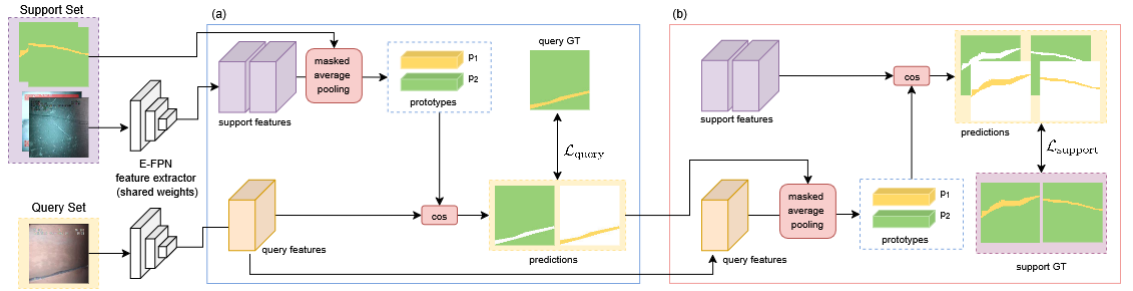 Support Set
E-FPN
feature extractor
(shared weights)
Query Set
(a)
support features
masked
average
pooling
p1
p2
prototypes
query GT
ℒquery
query features
cos
predictions
(b)
support features
cos
predictions
ℒsupport
query features
masked
average
pooling
p1
p2
prototypes
support GT